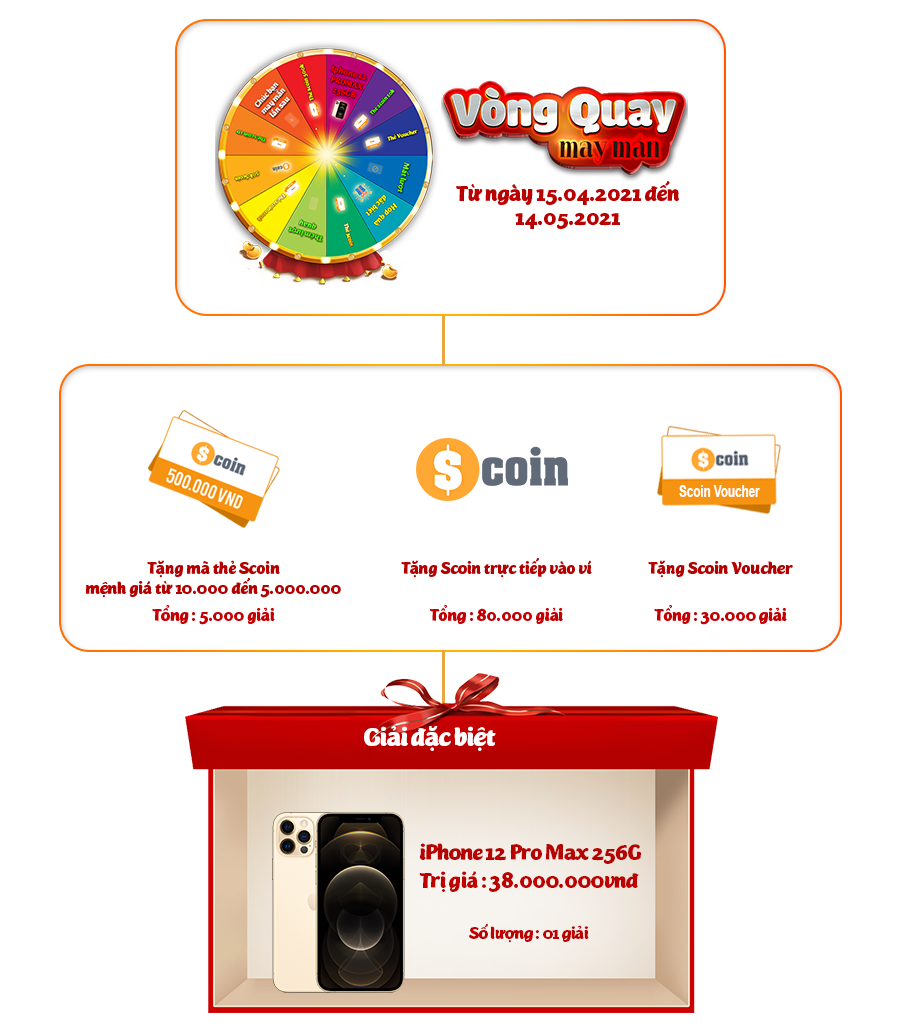 Chúc bạn
may mắn
lần sau
Iphone 12
PROMAX
256GB
Thẻ Voucher
Mất lượt
Hộp quà
đặc biệt
Thêm lượt
quay
coin
Vòng Quay
may mắn
Từ ngày 15.04.2021 đến
14.05.2021
$coin
500.000 VND
$coin
$coin
Scoin Voucher
Tặng mã thẻ Scoin
mệnh giá từ 10.000 đến 5.000.000
Tổng : 5.000 giải
Tặng Scoin trực tiếp vào ví
Tổng : 80.000 giải
Tặng Scoin Voucher
Tổng : 30.000 giải
Giải đặc biệt
iPhone 12 Pro Max 256G
Trị giá : 38.000.000vnđ
Số lượng : 01 giải